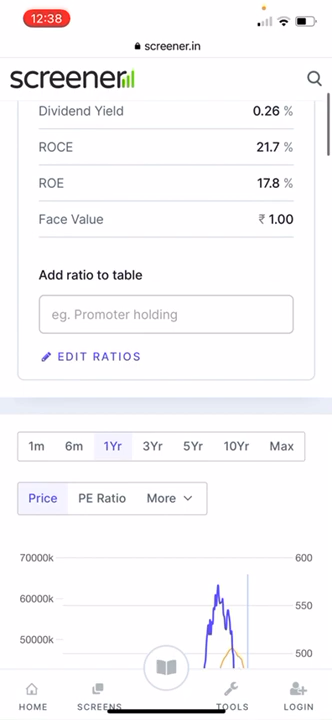 12:38
screener.in
screener
Dividend Yield 0.26 %
ROCE 21.7 %
ROE 17.8 %
Face Value ₹ 1.00
Add ratio to table
eg. Promoter holding
EDIT RATIOS
1m 6m 1Yr 3Yr 5Yr 10Yr Max
Price PE Ratio More
70000k 600
60000k 550
50000k 500
HOME SCREENS TOOLS LOGIN